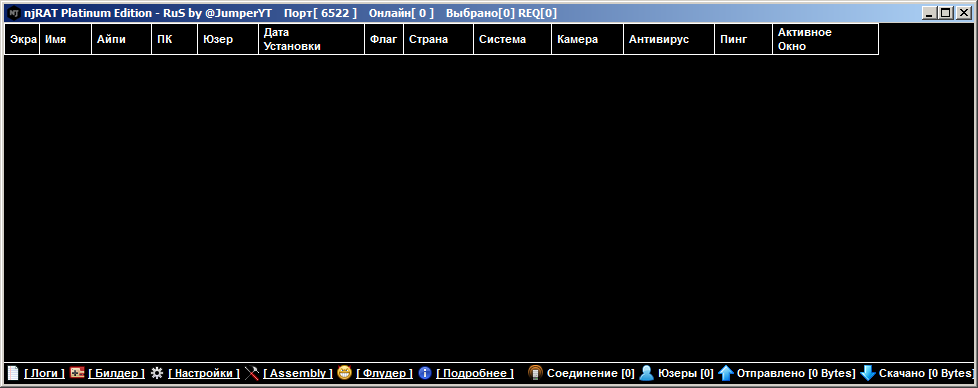 NJ njRAT Platinum Edition - RuS by @JumperYT Порт[ 6522 ] Онлайн[ 0 ] Выбрано[0] REQ[0]
Экра Имя Айпи ПК Юзер Дата Установки Флаг Страна Система Камера Антивирус Пинг Активное Окно
[ Логи ] [ Билдер ] [ Настройки ] [ Assembly ] [ Флудер ] [ Подробнее ] Соединение [0] Юзеры [0] Отправлено [0 Bytes] Скачано [0 Bytes]